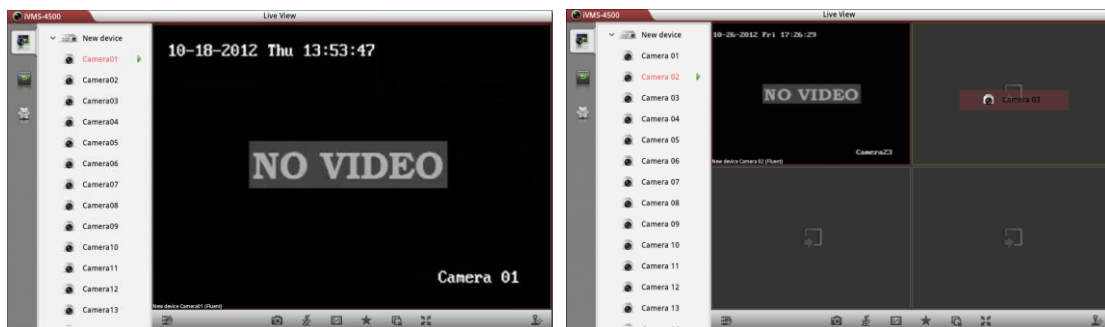 iVMS-4500 Live View
New device
Camera01
Camera02
Camera03
Camera04
Camera05
Camera06
Camera07
Camera08
Camera09
Camera10
Camera11
Camera12
Camera13
10-18-2012 Thu 13:53:47
NO VIDEO
Camera 01
New device Camera01 (Fluent)
iVMS-4500 Live View
New device
Camera 01
Camera 02
Camera 03
Camera 04
Camera 05
Camera 06
Camera 07
Camera 08
Camera 09
Camera 10
Camera 11
Camera 12
Camera 13
10-26-2012 Fri 17:26:29
NO VIDEO
Camera23
New device Camera 02 (Fluent)
Camera 03